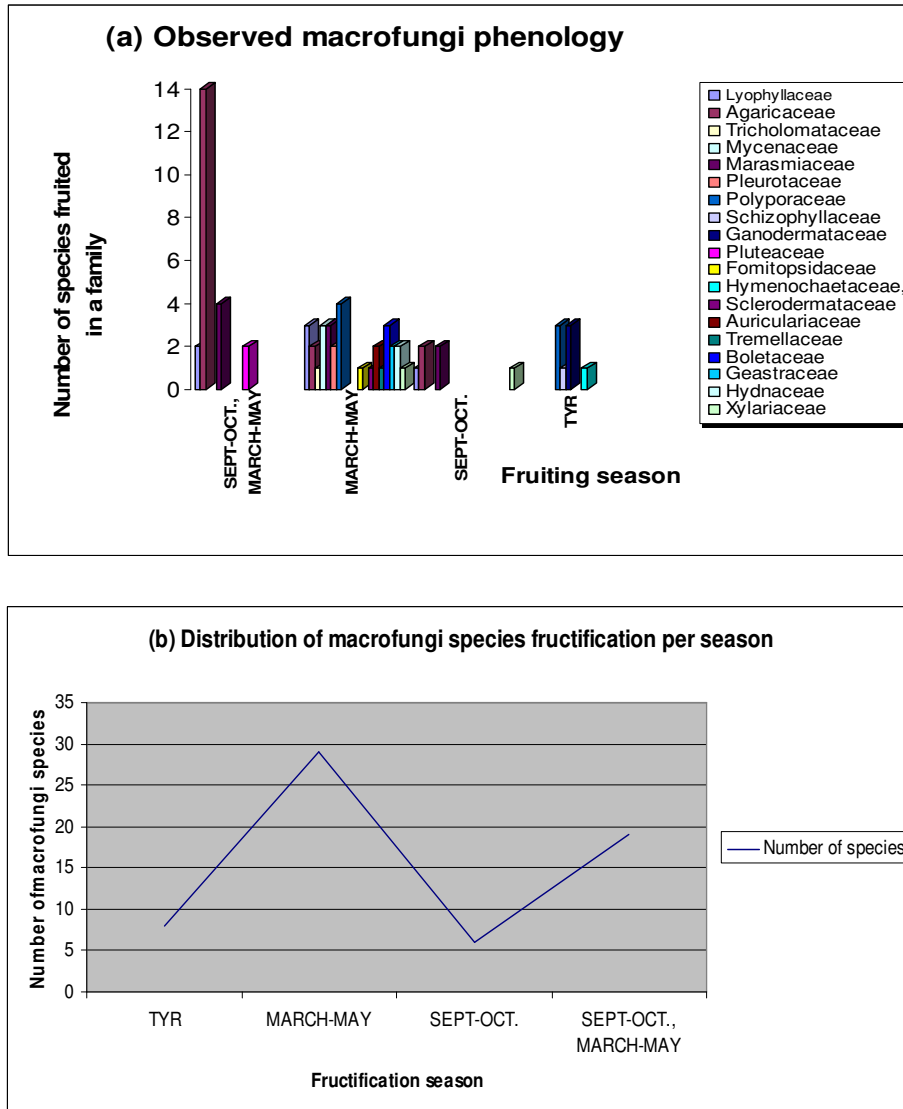 (a) Observed macrofungi phenology
Number of species fruited
in a family
14
12
10
8
6
4
2
0
SEPT-OCT.,
MARCH-MAY
MARCH-MAY
SEPT-OCT.
TYR
Fruiting season
Lyophyllaceae
Agaricaceae
Tricholomataceae
Mycenaceae
Marasmiaceae
Pleurotaceae
Polyporaceae
Schizophyllaceae
Ganodermataceae
Pluteaceae
Fomitopsidaceae
Hymenochaetaceae,
Sclerodermataceae
Auriculariaceae
Tremellaceae
Boletaceae
Geastraceae
Hydnaceae
Xylariaceae
(b) Distribution of macrofungi species fructification per season
Number ofmacrofungi species
35
30
25
20
15
10
5
0
TYR
MARCH-MAY
SEPT-OCT.
SEPT-OCT.,
MARCH-MAY
Fructification season
Number of species